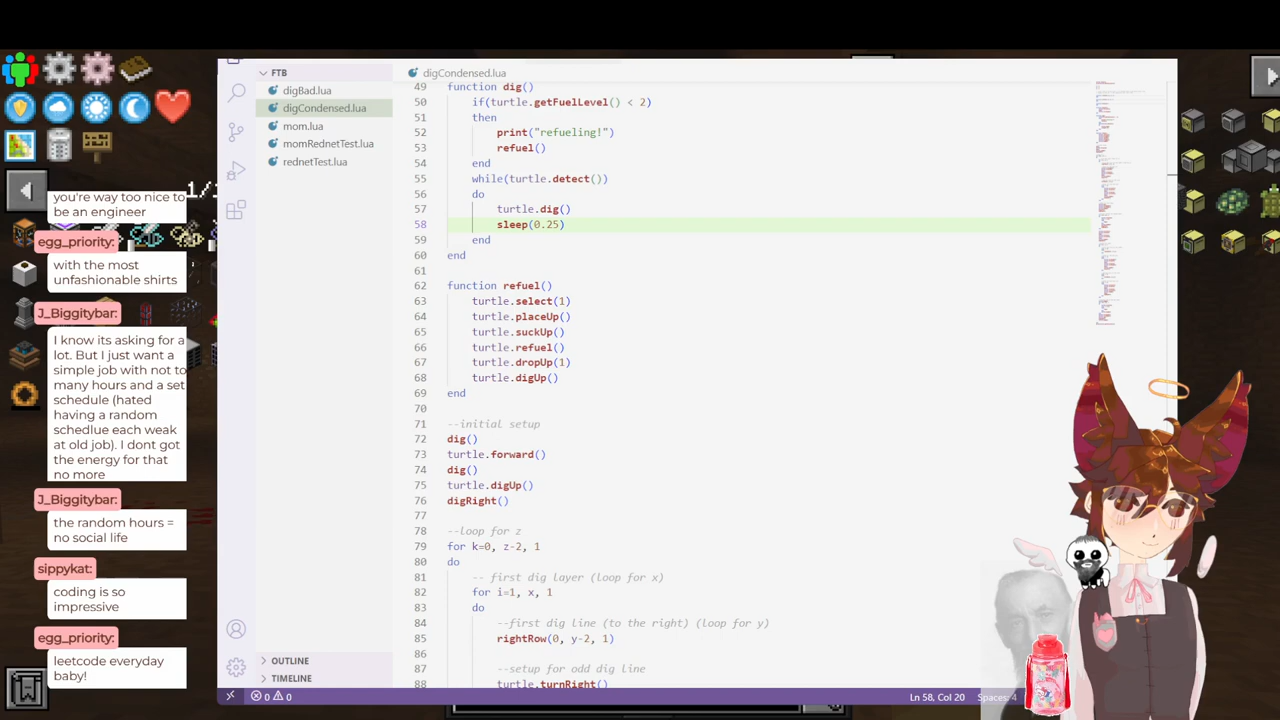 you're way too nice to
be an engineer
egg_priority:
with the most
unfashionable shirts
J_Biggitybar:
I know its asking for a
lot. But I just want a
simple job with not to
many hours and a set
schedule (hated
having a random
schedlue each weak
at old job). I dont got
the energy for that
no more
J_Biggitybar:
the random hours =
no social life
sippykat:
coding is so
impressive
egg_priority:
leetcode everyday
baby!
FTB
digBad.lua
digCondensed.lua
mom.lua
momRednetTest.lua
rednetTest.lua
OUTLINE
TIMELINE
digCondensed.lua
49 function dig()
50 if(turtle.getFuelLevel() < 2)
51 then
52 print("refueling!")
53 refuel()
54 end
55 while(turtle.detect())
56 do
57 turtle.dig()
58 sleep(0.25)
59 end
60 end
61
62 function refuel()
63 turtle.select(1)
64 turtle.placeUp()
65 turtle.suckUp()
66 turtle.refuel()
67 turtle.dropUp(1)
68 turtle.digUp()
69 end
70
71 --initial setup
72 dig()
73 turtle.forward()
74 dig()
75 turtle.digUp()
76 digRight()
77
78 --loop for z
79 for k=0, z-2, 1
80 do
81 -- first dig layer (loop for x)
82 for i=1, x, 1
83 do
84 --first dig line (to the right) (loop for y)
85 rightRow(0, y-2, 1)
86
87 --setup for odd dig line
88 turtle.turnRight()
0 0
Ln 58, Col 20
Spaces: 4